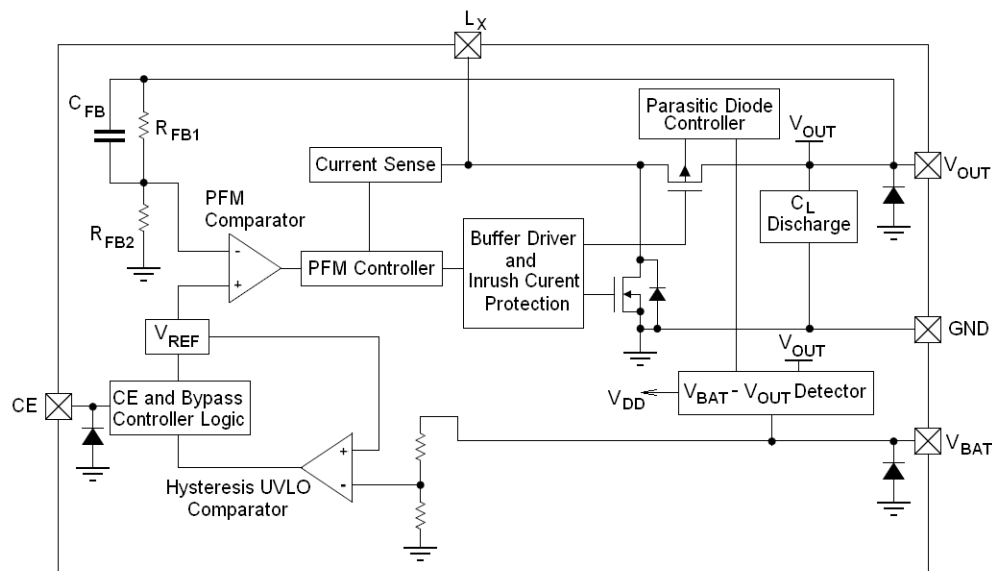 LX
CFB
RFB1
Parasitic Diode
Controller
VOUT
Current Sense
VOUT
PFM
Comparator
RFB2
CL
Discharge
-
+
PFM Controller
Buffer Driver
and
Inrush Curent
Protection
VREF
GND
VOUT
CE
CE and Bypass
Controller Logic
VDD
VBAT - VOUT Detector
+
-
VBAT
Hysteresis UVLO
Comparator